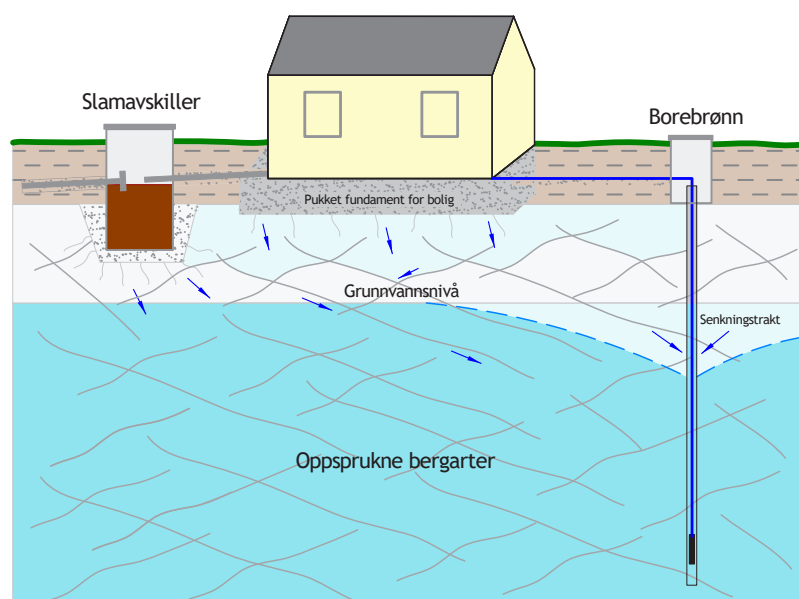 Slamavskiller
Borebrønn
Pukket fundament for bolig
Grunnvannsnivå
Senkningstrakt
Oppsprukne bergarter